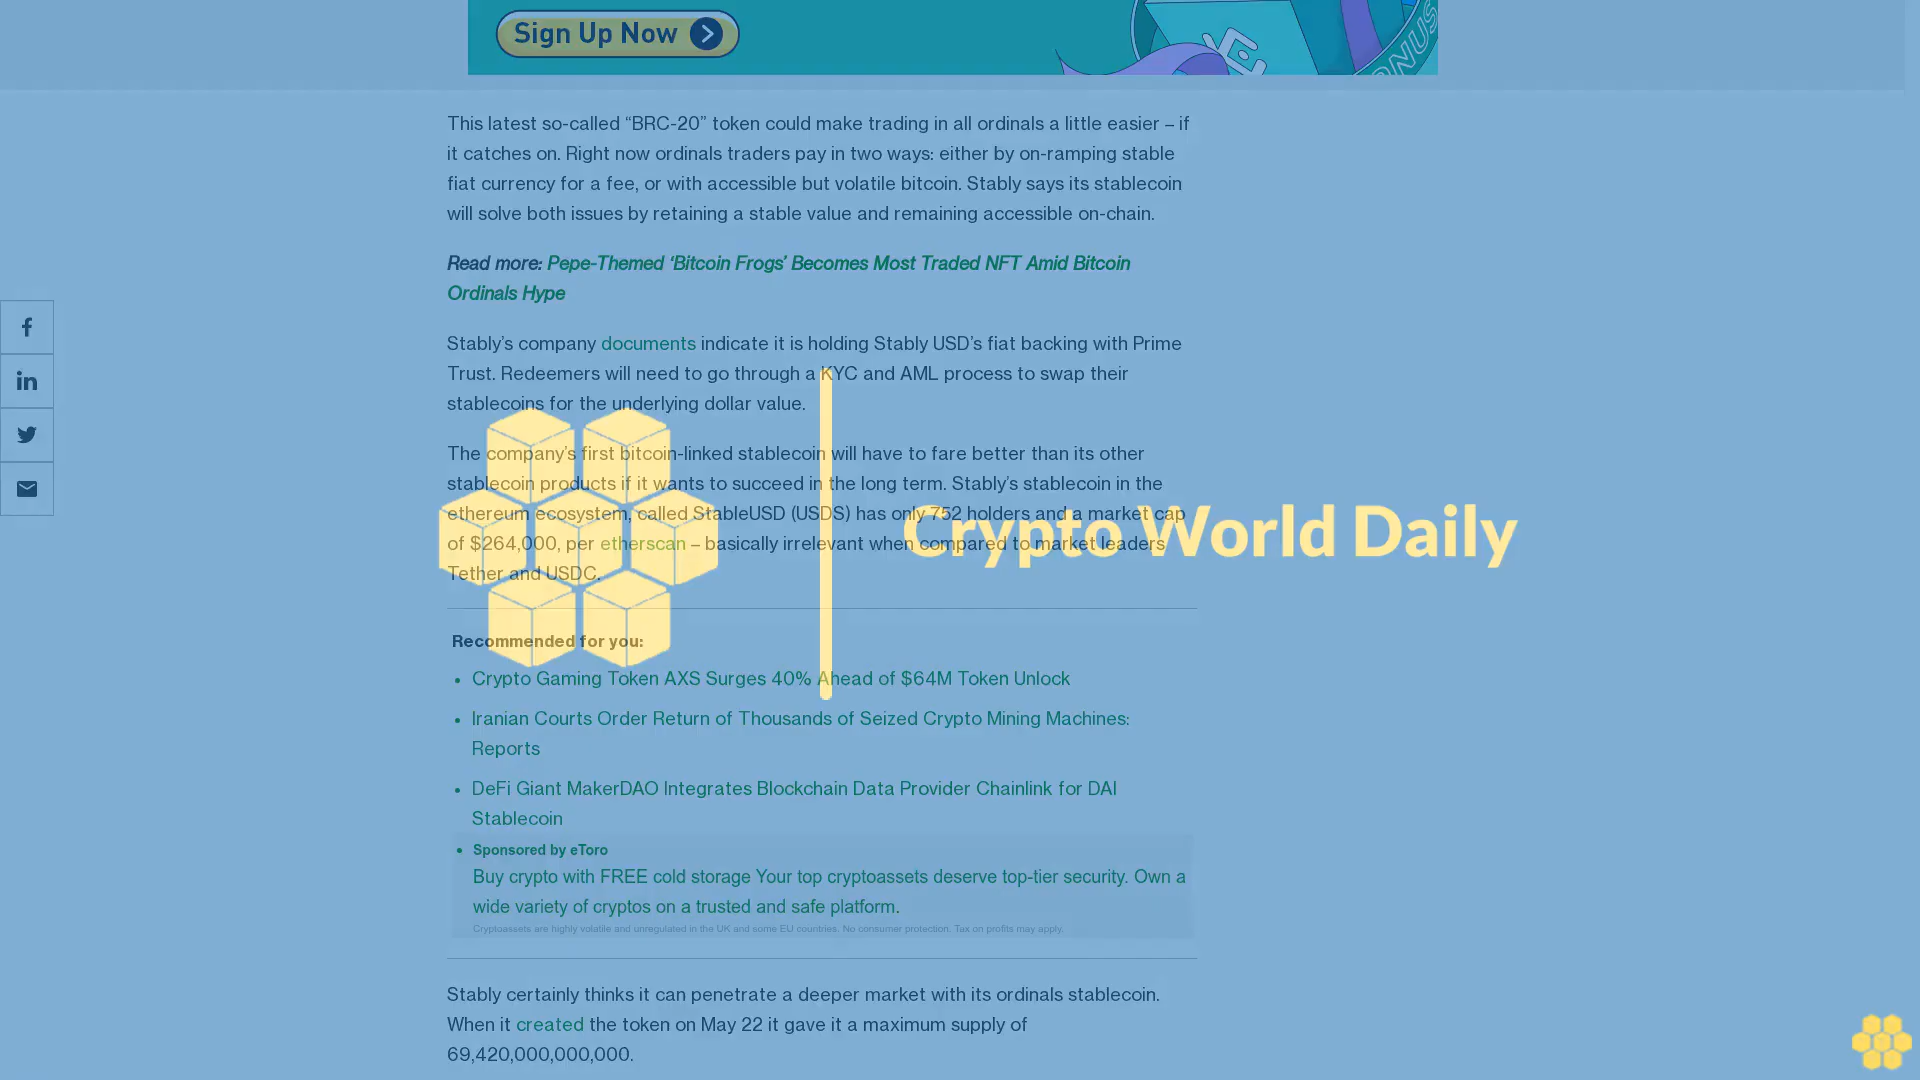 Sign Up Now
ONUS
This latest so-called “BRC-20” token could make trading in all ordinals a little easier – if
it catches on. Right now ordinals traders pay in two ways: either by on-ramping stable
fiat currency for a fee, or with accessible but volatile bitcoin. Stably says its stablecoin
will solve both issues by retaining a stable value and remaining accessible on-chain.
Read more: Pepe-Themed ‘Bitcoin Frogs’ Becomes Most Traded NFT Amid Bitcoin
Ordinals Hype
Stably’s company documents indicate it is holding Stably USD’s fiat backing with Prime
Trust. Redeemers will need to go through a KYC and AML process to swap their
stablecoins for the underlying dollar value.
The company’s first bitcoin-linked stablecoin will have to fare better than its other
stablecoin products if it wants to succeed in the long term. Stably’s stablecoin in the
ethereum ecosystem, called StableUSD (USDS) has only 752 holders and a market cap
of $264,000, per etherscan – basically irrelevant when compared to market leaders
Tether and USDC.
Crypto World Daily
Recommended for you:
• Crypto Gaming Token AXS Surges 40% Ahead of $64M Token Unlock
• Iranian Courts Order Return of Thousands of Seized Crypto Mining Machines:
Reports
• DeFi Giant MakerDAO Integrates Blockchain Data Provider Chainlink for DAI
Stablecoin
• Sponsored by eToro
Buy crypto with FREE cold storage Your top cryptoassets deserve top-tier security. Own a
wide variety of cryptos on a trusted and safe platform.
Cryptoassets are highly volatile and unregulated in the UK and some EU countries. No consumer protection. Tax on profits may apply.
Stably certainly thinks it can penetrate a deeper market with its ordinals stablecoin.
When it created the token on May 22 it gave it a maximum supply of
69,420,000,000,000.